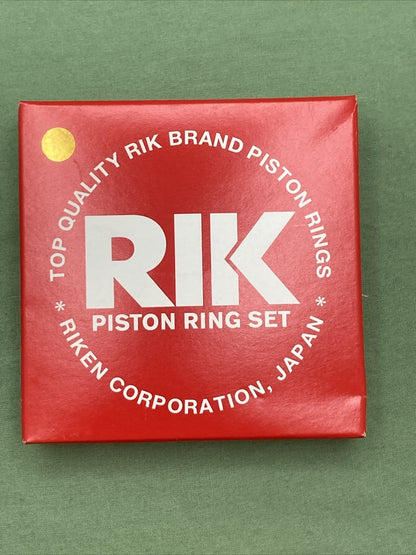 TOP QUALITY RIK BRAND PISTON RINGS
RIK
PISTON RING SET
* RIKEN CORPORATION, JAPAN *